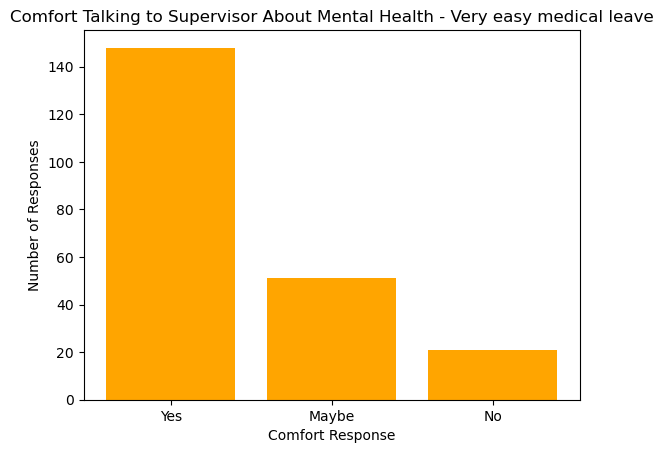 Comfort Talking to Supervisor About Mental Health - Very easy medical leave
140
120
100
80
60
40
20
0
Number of Responses
Yes Maybe No
Comfort Response